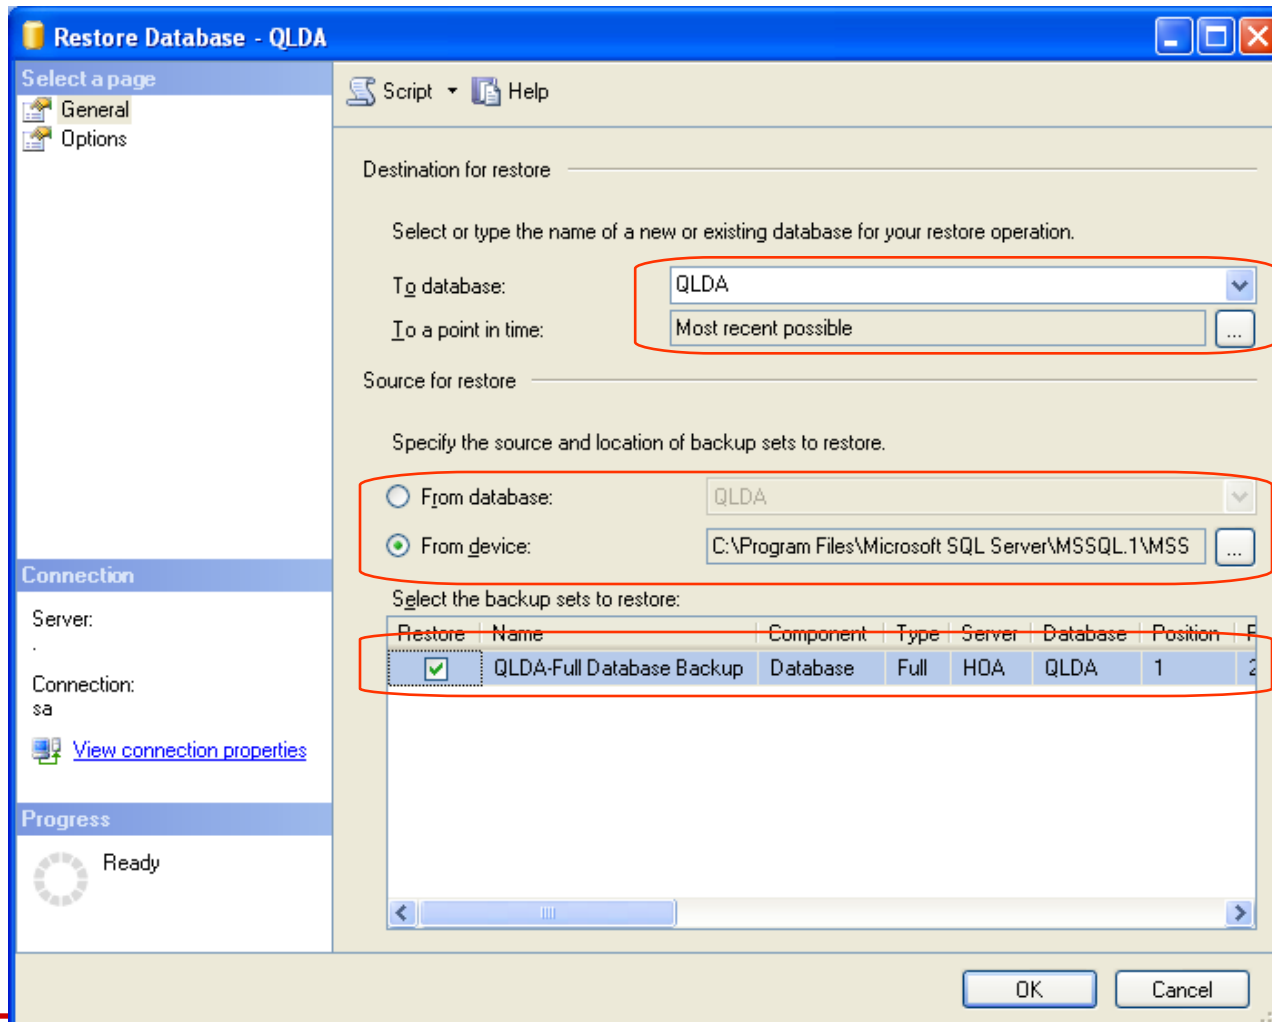 Restore Database - QLDA
Select a page
General
Options
Script
Help
Destination for restore
Select or type the name of a new or existing database for your restore operation.
To database:
QLDA
To a point in time:
Most recent possible
...
Source for restore
Specify the source and location of backup sets to restore.
From database:
QLDA
From device:
C:\Program Files\Microsoft SQL Server\MSSQL.1\MSS
...
Select the backup sets to restore:
Restore Name Component Type Server Database Position
QLDA-Full Database Backup Database Full HOA QLDA 1
Connection
Server:
.
Connection:
sa
View connection properties
Progress
Ready
OK
Cancel